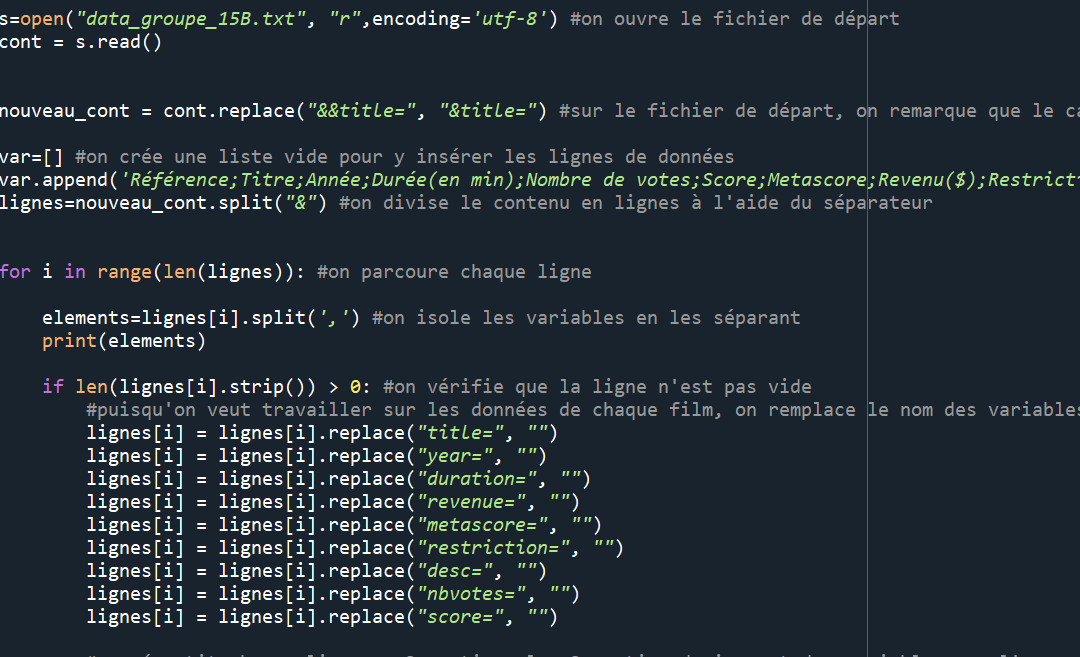 s=open("data_groupe_15B.txt", "r",encoding='utf-8') #on ouvre le fichier de départ
cont = s.read()
nouveau_cont = cont.replace("&&title=", "&title=") #sur le fichier de départ, on remarque que le
var=[] #on crée une liste vide pour y insérer les lignes de données
var.append('Référence;Titre;Année;Durée(en min);Nombre de votes;Score;Metascore;Revenu($);Restrict
lignes=nouveau_cont.split("&") #on divise le contenu en lignes à l'aide du séparateur
for i in range(len(lignes)): #on parcoure chaque ligne
elements=lignes[i].split(',') #on isole les variables en les séparant
print(elements)
if len(lignes[i].strip()) > 0: #on vérifie que la ligne n'est pas vide
#puisqu'on veut travailler sur les données de chaque film, on remplace le nom des variables
lignes[i] = lignes[i].replace("title=", "")
lignes[i] = lignes[i].replace("year=", "")
lignes[i] = lignes[i].replace("duration=", "")
lignes[i] = lignes[i].replace("revenue=", "")
lignes[i] = lignes[i].replace("metascore=", "")
lignes[i] = lignes[i].replace("restriction=", "")
lignes[i] = lignes[i].replace("desc=", "")
lignes[i] = lignes[i].replace("nbvotes=", "")
lignes[i] = lignes[i].replace("score=", "")